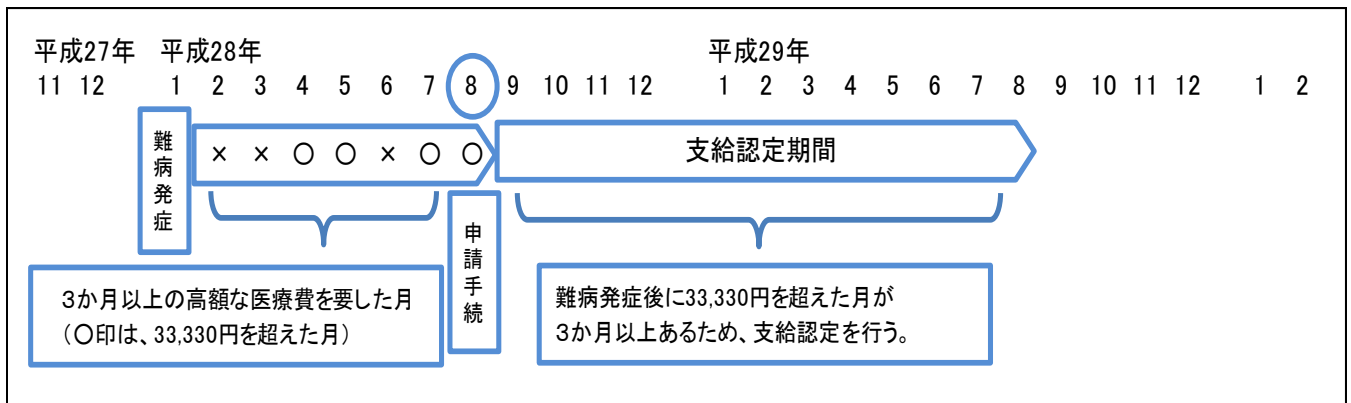 平成27年 平成28年 平成29年
11 12 1 2 3 4 5 6 7 8 9 10 11 12 1 2 3 4 5 6 7 8 9 10 11 12 1 2
難病発症
× × ○ ○ × ○ ○
支給認定期間
申請手続
3か月以上の高額な医療費を要した月
(○印は、33,330円を超えた月)
難病発症後に33,330円を超えた月が
3か月以上あるため、支給認定を行う。